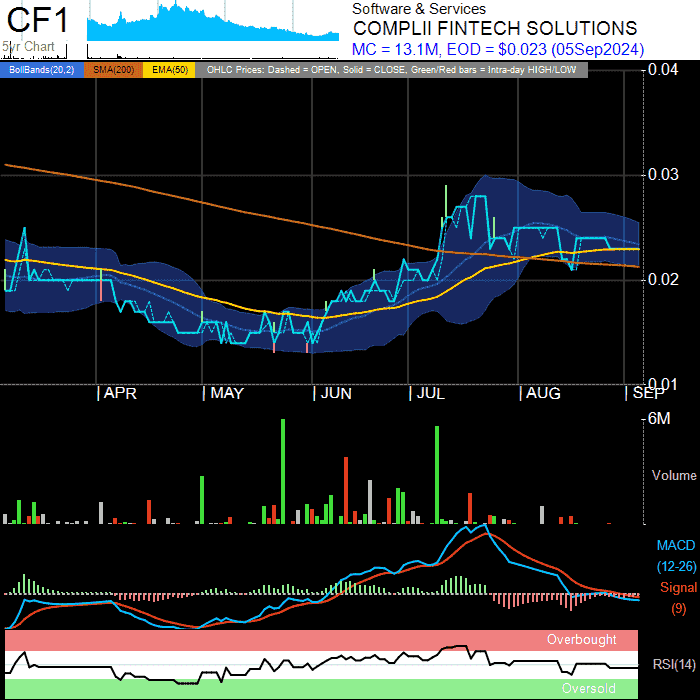 CF1
5yr Chart
Software & Services
COMPLII FINTECH SOLUTIONS
MC = 13.1M, EOD = $0.023 (05Sep2024)
BollBands(20,2) SMA(200) EMA(50) OHLC Prices: Dashed = OPEN, Solid = CLOSE, Green/Red bars = Intra-day HIGH/LOW
0.04
0.03
0.02
0.01
APR MAY JUN JUL AUG SEP
6M
Volume
MACD
(12-26)
Signal
(9)
Overbought
RSI(14)
Oversold